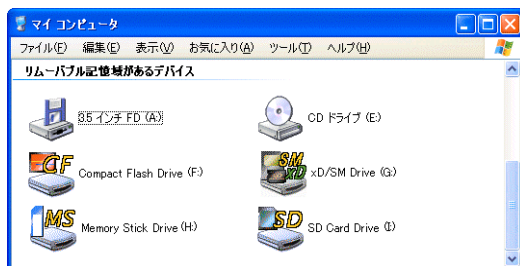 マイ コンピュータ
ファイル(F) 編集(E) 表示(V) お気に入り(A) ツール(T) ヘルプ(H)
リムーバブル記憶域があるデバイス
3.5 インチ FD (A:)
CD ドライブ (E:)
CF
Compact Flash Drive (F:)
SM
xD
xD/SM Drive (G:)
MS
Memory Stick Drive (H:)
SD
SD Card Drive (I:)